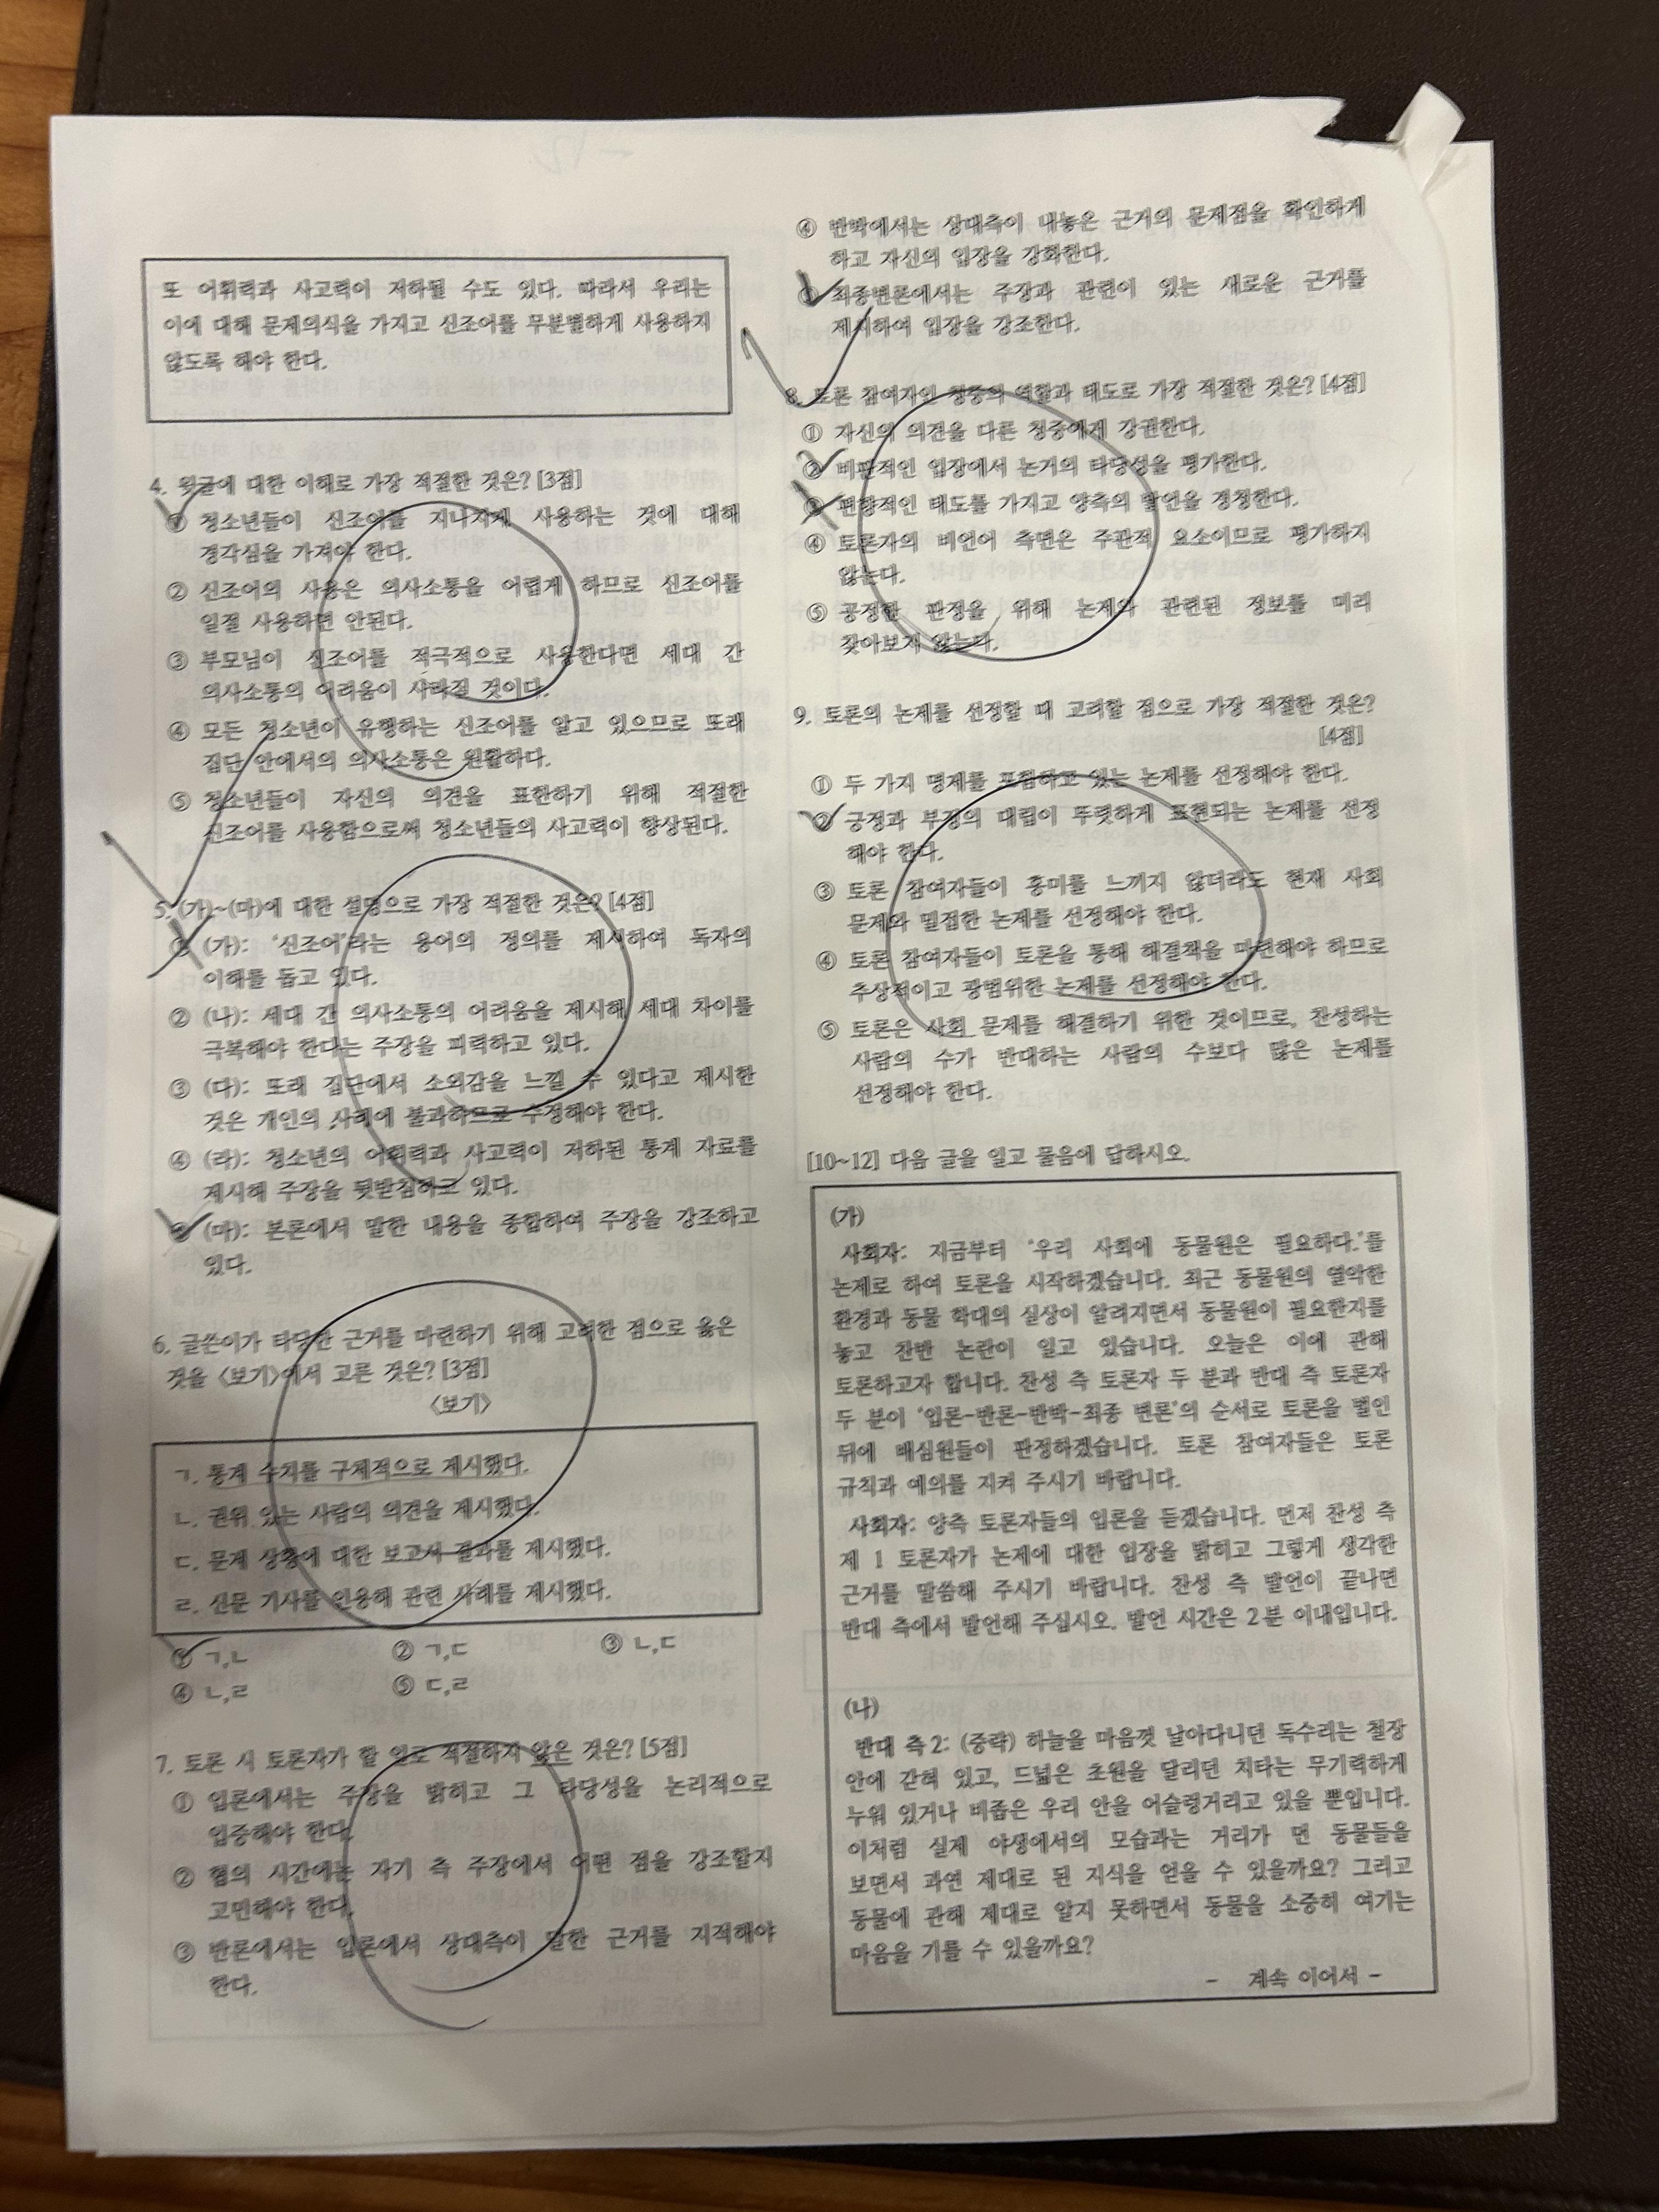 또 어휘력과 사고력이 저하될 수도 있다. 따라서 우리는
이에 대해 문제의식을 가지고 신조어를 무분별하게 사용하지
않도록 해야 한다.
4. 윗글에 대한 이해로 가장 적절한 것은? [3점]
① 청소년들이 신조어를 지나치게 사용하는 것에 대해
경각심을 가져야 한다.
② 신조어의 사용은 의사소통을 어렵게 하므로 신조어를
일절 사용하면 안된다.
③ 부모님이 신조어를 적극적으로 사용한다면 세대 간
의사소통의 어려움이 사라질 것이다.
④ 모든 청소년이 유행하는 신조어를 알고 있으므로 또래
집단 안에서의 의사소통은 원활하다.
⑤ 청소년들이 자신의 의견을 표현하기 위해 적절한
신조어를 사용함으로써 청소년들의 사고력이 향상된다.
5. (가)~(마)에 대한 설명으로 가장 적절한 것은? [4점]
① (가): ‘신조어’라는 용어의 정의를 제시하여 독자의
이해를 돕고 있다.
② (나): 세대 간 의사소통의 어려움을 제시해 세대 차이를
극복해야 한다는 주장을 피력하고 있다.
③ (다): 또래 집단에서 소외감을 느낄 수 있다고 제시한
것은 개인의 사례에 불과하므로 수정해야 한다.
④ (라): 청소년의 어휘력과 사고력이 저하된 통계 자료를
제시해 주장을 뒷받침하고 있다.
⑤ (마): 본론에서 말한 내용을 종합하여 주장을 강조하고
있다.
6. 글쓴이가 타당한 근거를 마련하기 위해 고려한 점으로 옳은
것을 <보기>에서 고른 것은? [3점]
<보기>
ㄱ. 통계 수치를 구체적으로 제시했다.
ㄴ. 권위 있는 사람의 의견을 제시했다.
ㄷ. 문제 상황에 대한 보고서 결과를 제시했다.
ㄹ. 신문 기사를 인용해 관련 사례를 제시했다.
① ㄱ,ㄴ ② ㄱ,ㄷ ③ ㄴ,ㄷ
④ ㄴ,ㄹ ⑤ ㄷ,ㄹ
7. 토론 시 토론자가 할 일로 적절하지 않은 것은? [5점]
① 입론에서는 주장을 밝히고 그 타당성을 논리적으로
입증해야 한다.
② 협의 시간에는 자기 측 주장에서 어떤 점을 강조할지
고민해야 한다.
③ 반론에서는 입론에서 상대측이 말한 근거를 지적해야
한다.
④ 반박에서는 상대측이 내놓은 근거의 문제점을 확인하게
하고 자신의 입장을 강화한다.
⑤ 최종변론에서는 주장과 관련이 있는 새로운 근거를
제시하여 입장을 강조한다.
8. 토론 참여자인 청중의 역할과 태도로 가장 적절한 것은? [4점]
① 자신의 의견을 다른 청중에게 강권한다.
② 비판적인 입장에서 논거의 타당성을 평가한다.
③ 편향적인 태도를 가지고 양측의 발언을 경청한다.
④ 토론자의 비언어 측면은 주관적 요소이므로 평가하지
않는다.
⑤ 공정한 판정을 위해 논제와 관련된 정보를 미리
찾아보지 않는다.
9. 토론의 논제를 선정할 때 고려할 점으로 가장 적절한 것은?
[4점]
① 두 가지 명제를 포함하고 있는 논제를 선정해야 한다.
② 긍정과 부정의 대립이 뚜렷하게 표현되는 논제를 선정
해야 한다.
③ 토론 참여자들이 흥미를 느끼지 않더라도 현재 사회
문제와 밀접한 논제를 선정해야 한다.
④ 토론 참여자들이 토론을 통해 해결책을 마련해야 하므로
추상적이고 광범위한 논제를 선정해야 한다.
⑤ 토론은 사회 문제를 해결하기 위한 것이므로, 찬성하는
사람의 수가 반대하는 사람의 수보다 많은 논제를
선정해야 한다.
[10~12] 다음 글을 읽고 물음에 답하시오.
(가)
사회자: 지금부터 ‘우리 사회에 동물원은 필요하다.’를
논제로 하여 토론을 시작하겠습니다. 최근 동물원의 열악한
환경과 동물 학대의 실상이 알려지면서 동물원이 필요한지를
놓고 찬반 논란이 일고 있습니다. 오늘은 이에 관해
토론하고자 합니다. 찬성 측 토론자 두 분과 반대 측 토론자
두 분이 ‘입론-반론-반박-최종 변론’의 순서로 토론을 벌인
뒤에 배심원들이 판정하겠습니다. 토론 참여자들은 토론
규칙과 예의를 지켜 주시기 바랍니다.
사회자: 양측 토론자들의 입론을 듣겠습니다. 먼저 찬성 측
제 1 토론자가 논제에 대한 입장을 밝히고 그렇게 생각한
근거를 말씀해 주시기 바랍니다. 찬성 측 발언이 끝나면
반대 측에서 발언해 주십시오. 발언 시간은 2분 이내입니다.
(나)
반대 측 2: (중략) 하늘을 마음껏 날아다니던 독수리는 철장
안에 갇혀 있고, 드넓은 초원을 달리던 치타는 무기력하게
누워 있거나 비좁은 우리 안을 어슬렁거리고 있을 뿐입니다.
이처럼 실제 야생에서의 모습과는 거리가 먼 동물들을
보면서 과연 제대로 된 지식을 얻을 수 있을까요? 그리고
동물에 관해 제대로 알지 못하면서 동물을 소중히 여기는
마음을 기를 수 있을까요?
- 계속 이어서 -